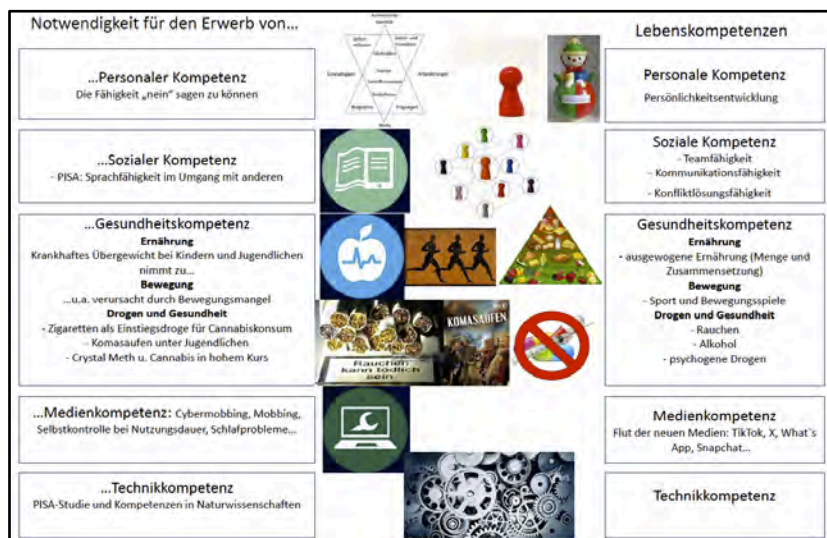 Notwendigkeit für den Erwerb von...
...Personaler Kompetenz
Die Fähigkeit „nein" sagen zu können
...Sozialer Kompetenz
- PISA: Sprachfähigkeit im Umgang mit anderen
...Gesundheitskompetenz
Ernährung
Krankhaftes Übergewicht bei Kindern und Jugendlichen
nimmt zu...
Bewegung
...u.a. verursacht durch Bewegungsmangel
Drogen und Gesundheit
- Zigaretten als Einstiegsdroge für Cannabiskonsum
- Komasaufen unter Jugendlichen
- Crystal Meth u. Cannabis in hohem Kurs
...Medienkompetenz: Cybermobbing, Mobbing,
Selbstkontrolle bei Nutzungsdauer, Schlafprobleme...
...Technikkompetenz
PISA-Studie und Kompetenzen in Naturwissenschaften
Rauchen
kann tödlich
sein
KOMASAUFEN
Lebenskompetenzen
Personale Kompetenz
Persönlichkeitsentwicklung
Soziale Kompetenz
- Teamfähigkeit
- Kommunikationsfähigkeit
- Konfliktlösungsfähigkeit
Gesundheitskompetenz
Ernährung
- ausgewogene Ernährung (Menge und
Zusammensetzung)
Bewegung
- Sport und Bewegungsspiele
Drogen und Gesundheit
- Rauchen
- Alkohol
- psychogene Drogen
Medienkompetenz
Flut der neuen Medien: TikTok, X, What`s
App, Snapchat...
Technikkompetenz